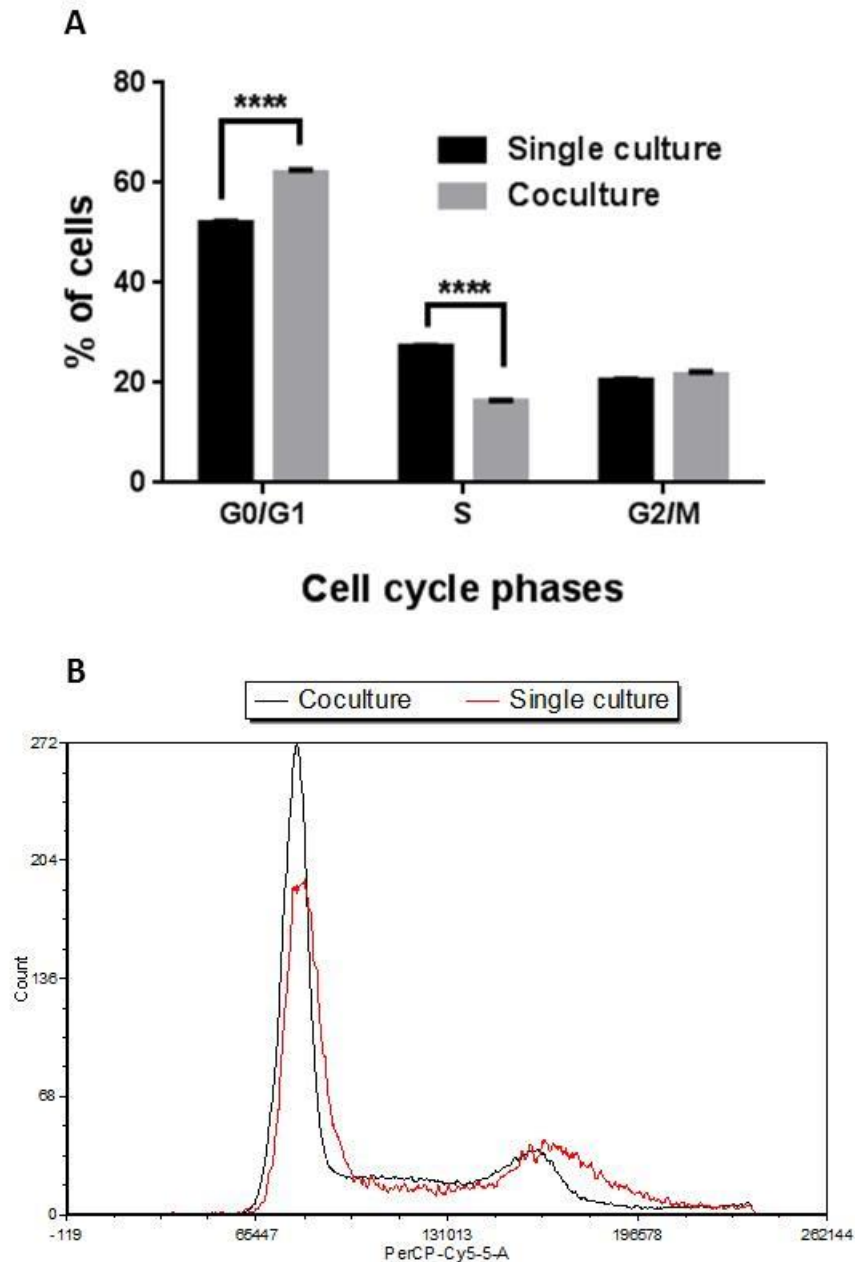 A
80
60
40
20
0
% of cells
****
****
Single culture
Coculture
G0/G1 S G2/M
Cell cycle phases
B
Coculture Single culture
272
204
136
68
0
Count
-119 65447 131013 196578 262144
PerCP-Cy5-5-A